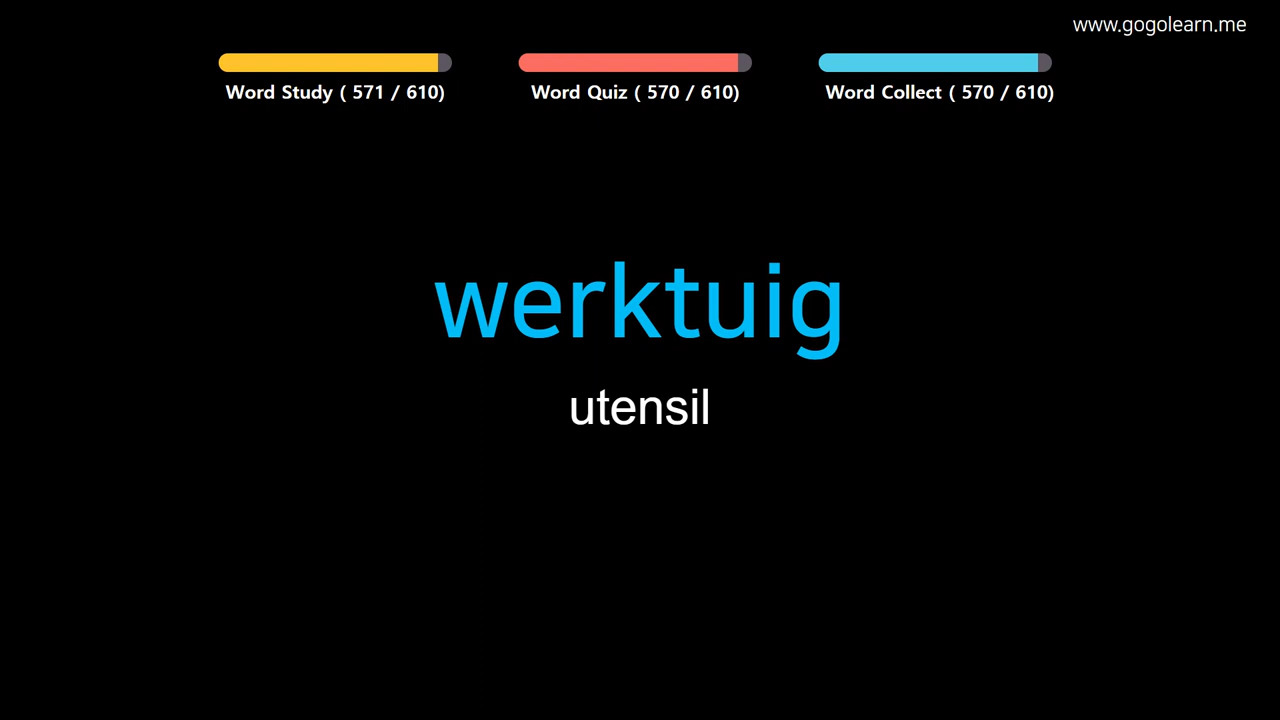 www.gogolearn.me
Word Study ( 571 / 610)
Word Quiz ( 570 / 610)
Word Collect ( 570 / 610)
werktuig
utensil